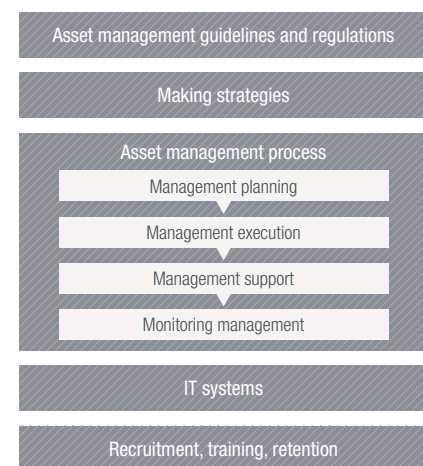 Asset management guidelines and regulations
Making strategies
Asset management process
Management planning
Management execution
Management support
Monitoring management
IT systems
Recruitment, training, retention